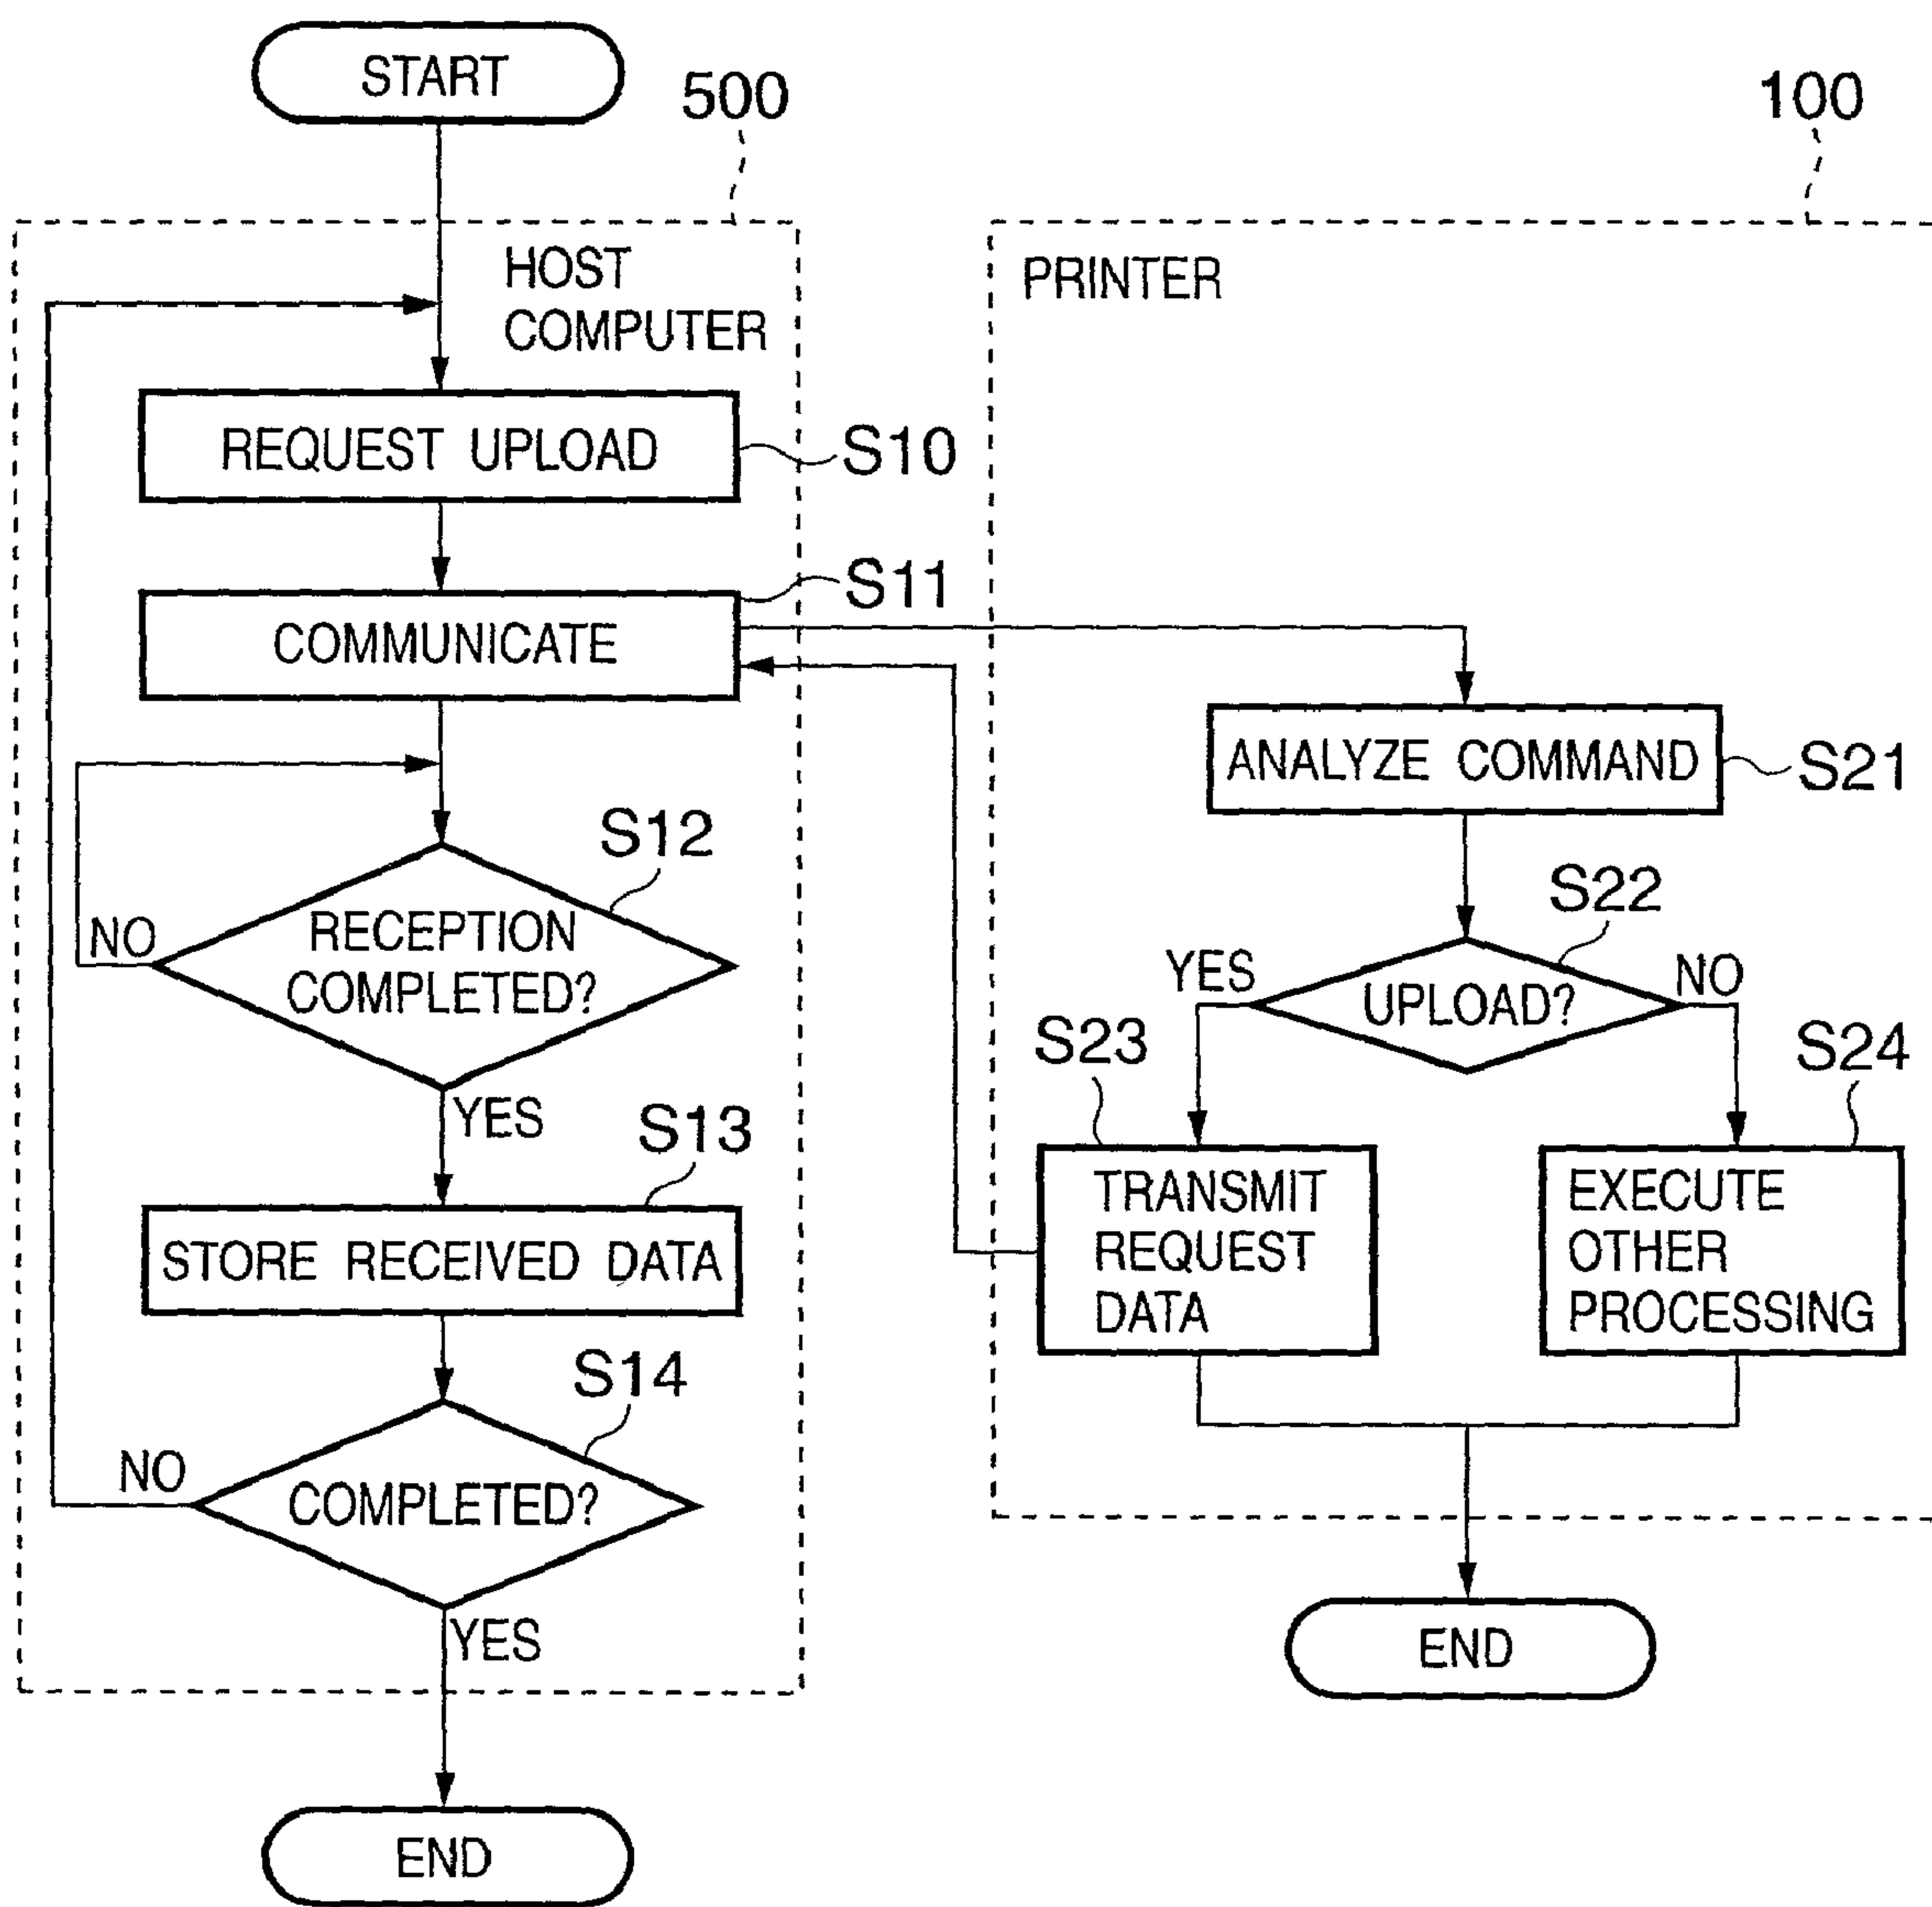 START
500
100
HOST
COMPUTER
PRINTER
REQUEST UPLOAD
S10
S11
COMMUNICATE
ANALYZE COMMAND
S21
S12
RECEPTION
COMPLETED?
NO
YES
S22
YES
UPLOAD?
NO
S23
S24
S13
STORE RECEIVED DATA
TRANSMIT
REQUEST
DATA
EXECUTE
OTHER
PROCESSING
S14
NO
COMPLETED?
YES
END
END